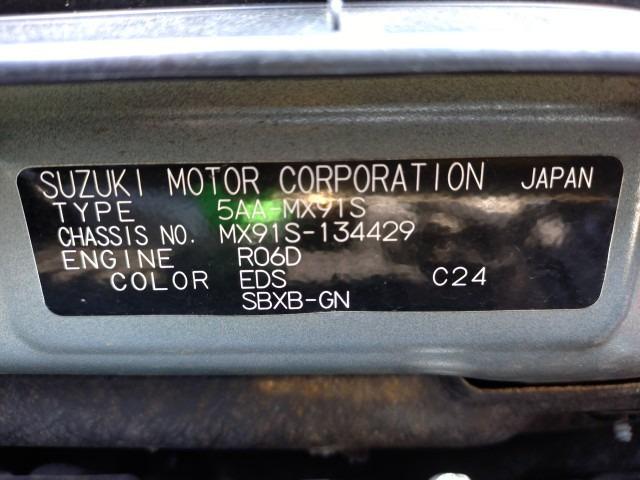 SUZUKI MOTOR CORPORATION JAPAN
TYPE 5AA-MX91S
CHASSIS NO. MX91S-134429
ENGINE R06D
COLOR EDS C24
SBXB-GN